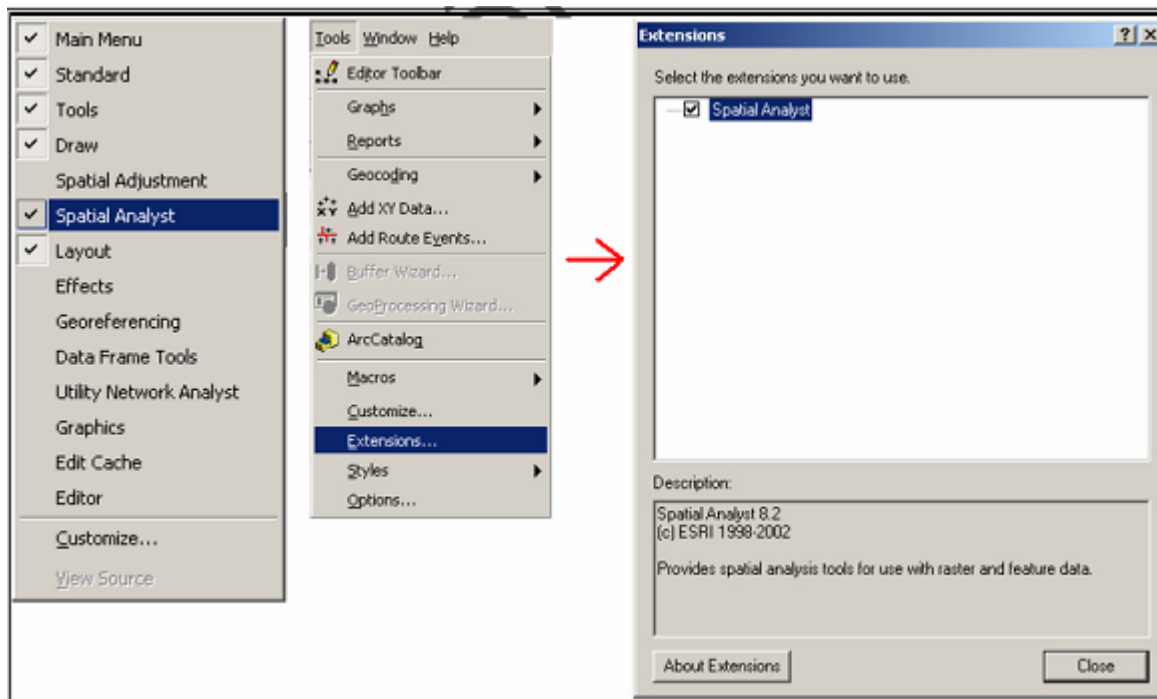 Main Menu
Standard
Tools
Draw
Spatial Adjustment
Spatial Analyst
Layout
Effects
Georeferencing
Data Frame Tools
Utility Network Analyst
Graphics
Edit Cache
Editor
Customize...
View Source
Tools Window Help
Editor Toolbar
Graphs
Reports
Geocoding
Add XY Data...
Add Route Events...
Buffer Wizard...
GeoProcessing Wizard...
ArcCatalog
Macros
Customize...
Extensions...
Styles
Options...
Extensions
Select the extensions you want to use.
Spatial Analyst
Description:
Spatial Analyst 8.2
(c) ESRI 1998-2002
Provides spatial analysis tools for use with raster and feature data.
About Extensions Close